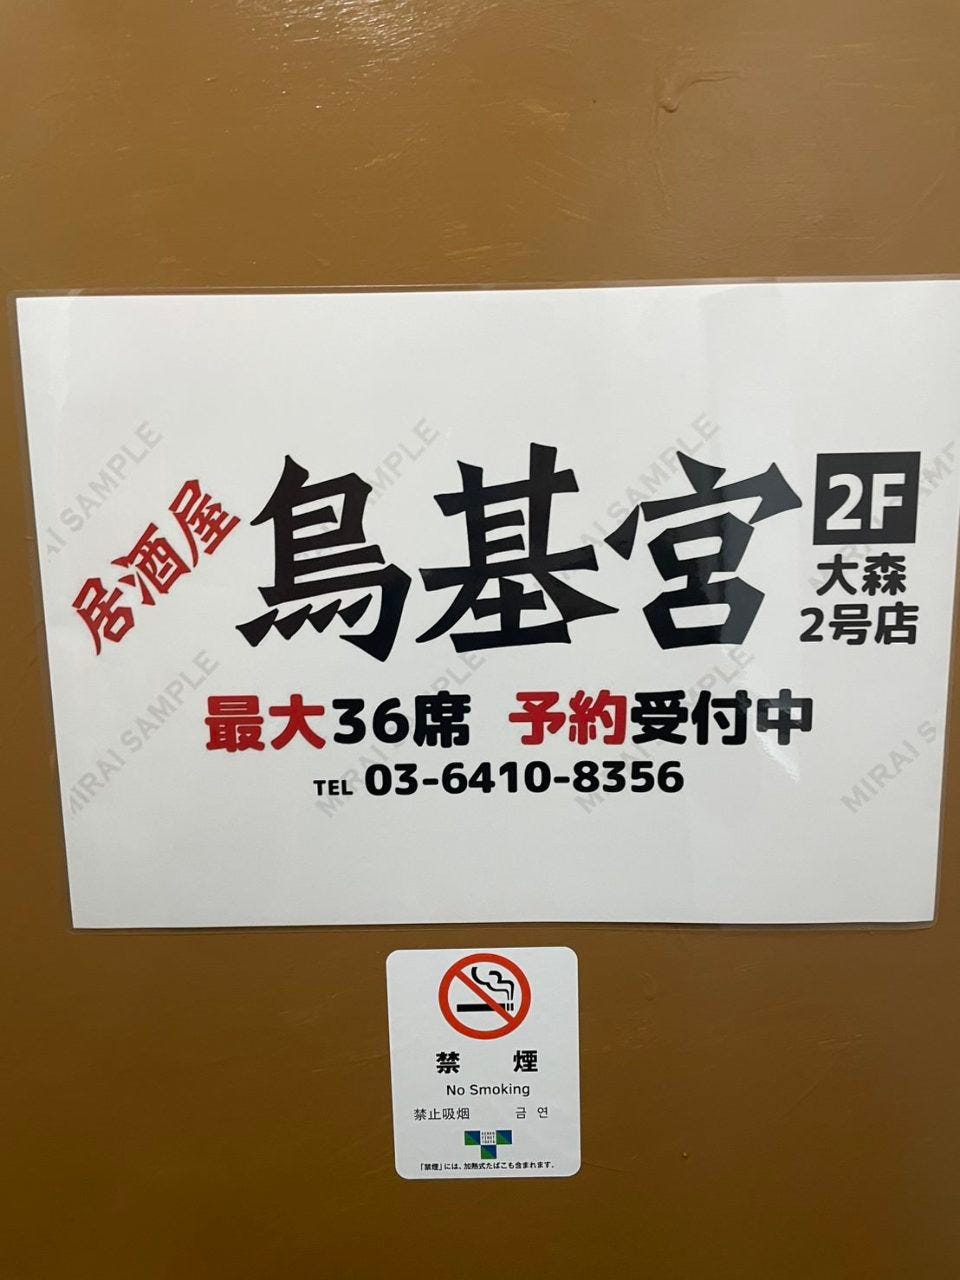 居酒屋 鳥基宮 2F
大森
2号店
最大36席 予約受付中
TEL 03-6410-8356
禁 煙
No Smoking
禁止吸烟 금 연
「禁煙」には、加熱式たばこも含まれます。
MIRAI SAMPLE